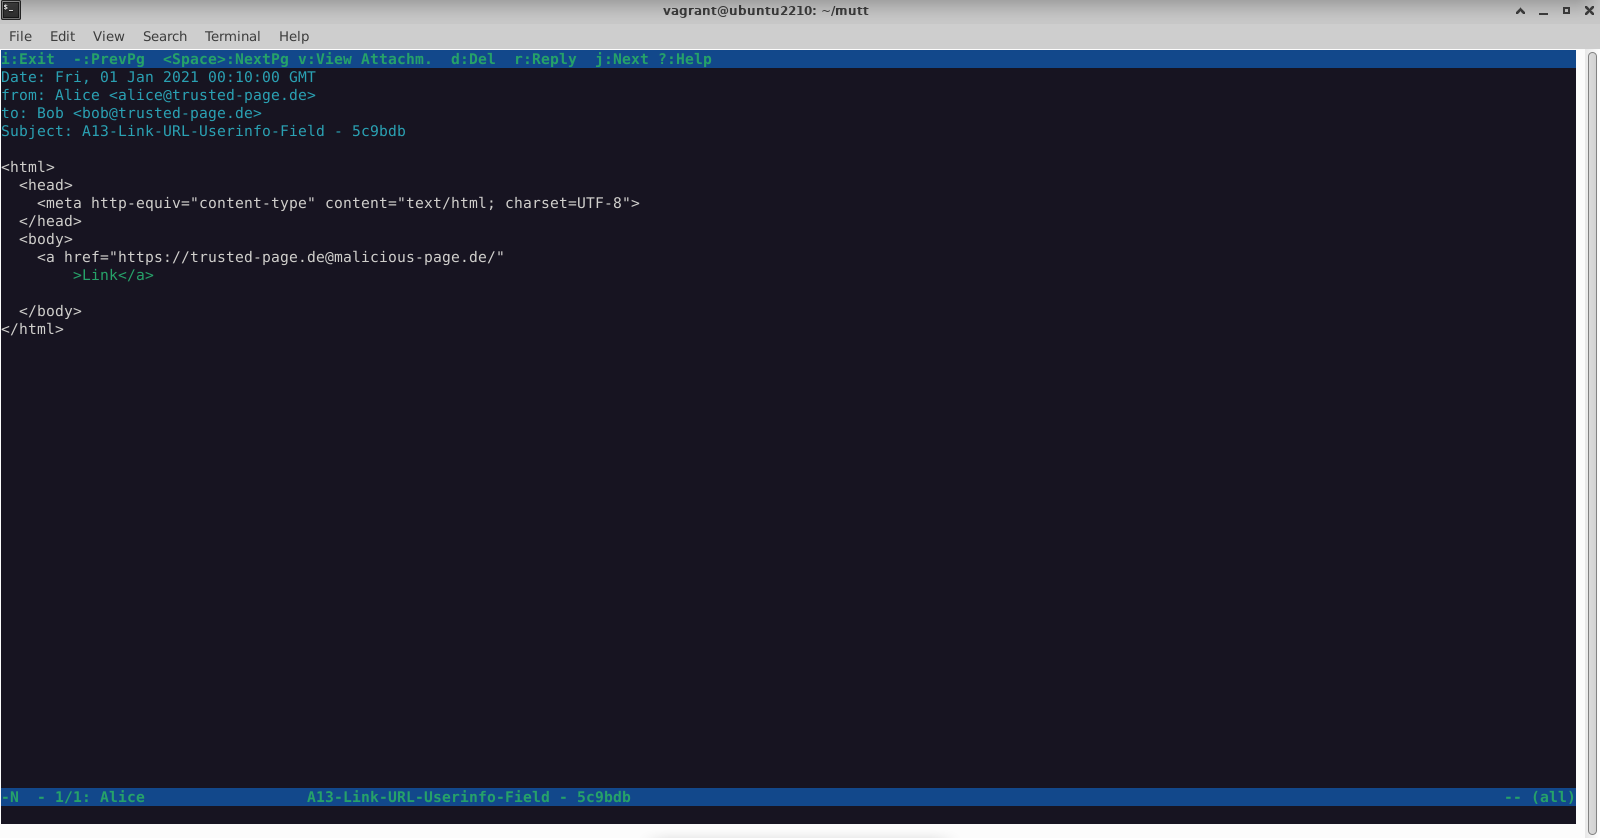 vagrant@ubuntu2210: ~/mutt
File Edit View Search Terminal Help
i:Exit  -:PrevPg  <Space>:NextPg v:View Attachm.  d:Del  r:Reply  j:Next ?:Help
Date: Fri, 01 Jan 2021 00:10:00 GMT
from: Alice <alice@trusted-page.de>
to: Bob <bob@trusted-page.de>
Subject: A13-Link-URL-Userinfo-Field - 5c9bdb
<html>
  <head>
    <meta http-equiv="content-type" content="text/html; charset=UTF-8">
  </head>
  <body>
    <a href="https://trusted-page.de@malicious-page.de/"
        >Link</a>
  </body>
</html>
-N  - 1/1: Alice                  A13-Link-URL-Userinfo-Field - 5c9bdb                  -- (all)